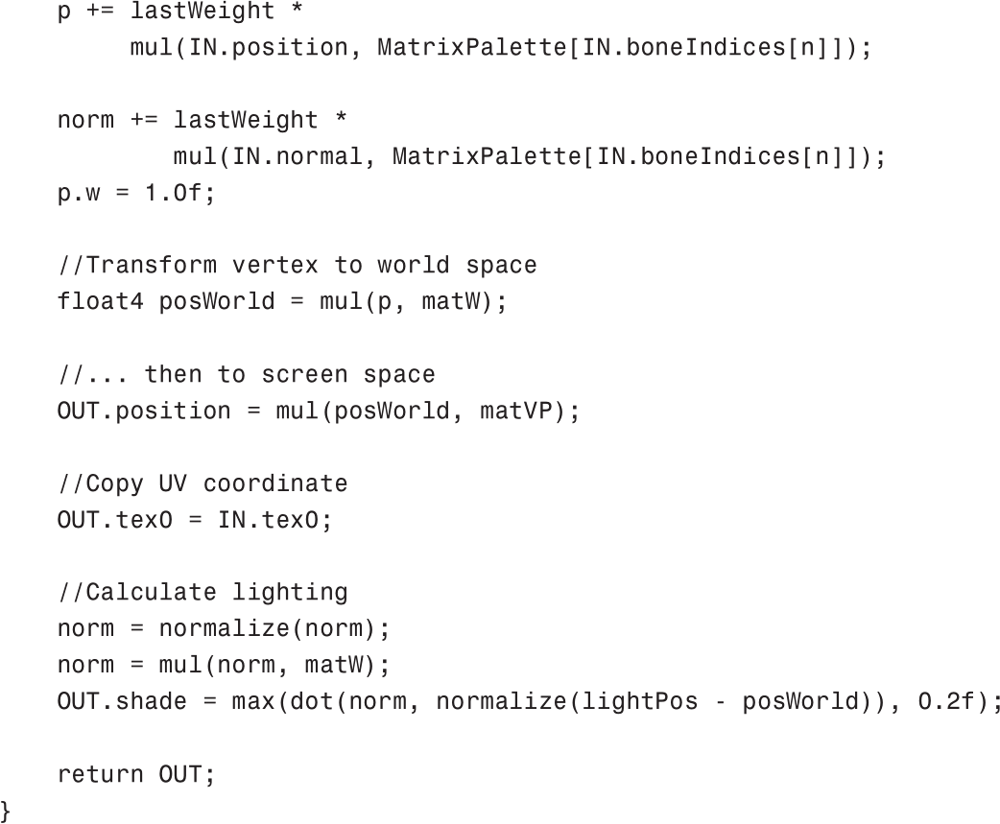 p += lastWeight *
mul(IN.position, MatrixPalette[IN.boneIndices[n]]);
norm += lastWeight *
mul(IN.normal, MatrixPalette[IN.boneIndices[n]]);
p.w = 1.0f;
//Transform vertex to world space
float4 posWorld = mul(p, matW);
//... then to screen space
OUT.position = mul(posWorld, matVP);
//Copy UV coordinate
OUT.tex0 = IN.tex0;
//Calculate lighting
norm = normalize(norm);
norm = mul(norm, matW);
OUT.shade = max(dot(norm, normalize(lightPos - posWorld)), 0.2f);
return OUT;
}